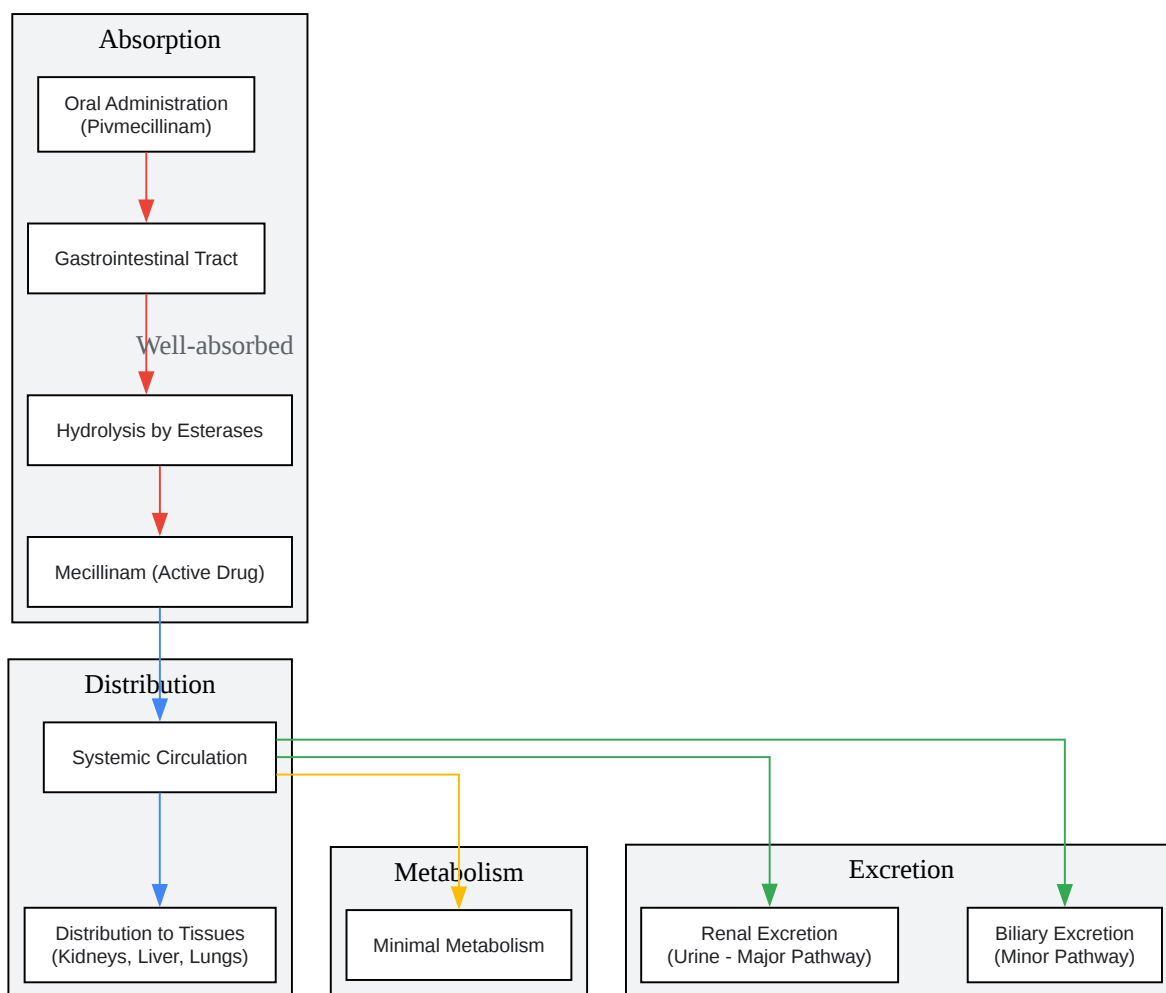 Absorption
Oral Administration
(Pivmecillinam)
Gastrointestinal Tract
Well-absorbed
Hydrolysis by Esterases
Mecillinam (Active Drug)
Distribution
Systemic Circulation
Distribution to Tissues
(Kidneys, Liver, Lungs)
Metabolism
Minimal Metabolism
Excretion
Renal Excretion
(Urine - Major Pathway)
Biliary Excretion
(Minor Pathway)